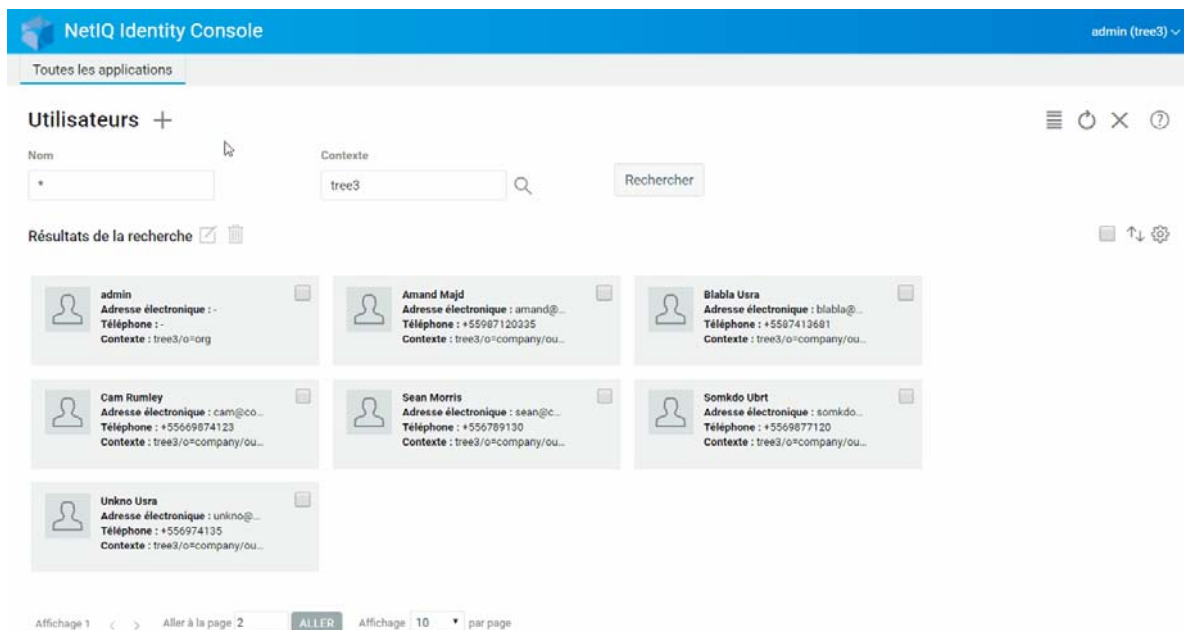 NetIQ Identity Console
admin (tree3)
Toutes les applications
Utilisateurs
Nom
Contexte
*
tree3
Rechercher
Résultats de la recherche
admin
Adresse électronique : -
Téléphone : -
Contexte : tree3/o=org
Amand Majd
Adresse électronique : amand@...
Téléphone : +55987120335
Contexte : tree3/o=company/ou...
Blabla Usra
Adresse électronique : blabla@...
Téléphone : +5587413681
Contexte : tree3/o=company/ou...
Cam Rumley
Adresse électronique : cam@co...
Téléphone : +55669874123
Contexte : tree3/o=company/ou...
Sean Morris
Adresse électronique : sean@c...
Téléphone : +556789130
Contexte : tree3/o=company/ou...
Somkdo Ubrt
Adresse électronique : somkdo...
Téléphone : +5569877120
Contexte : tree3/o=company/ou...
Unkno Usra
Adresse électronique : unkno@...
Téléphone : +556974135
Contexte : tree3/o=company/ou...
Affichage 1 < > Aller à la page 2 ALLER Affichage 10 par page